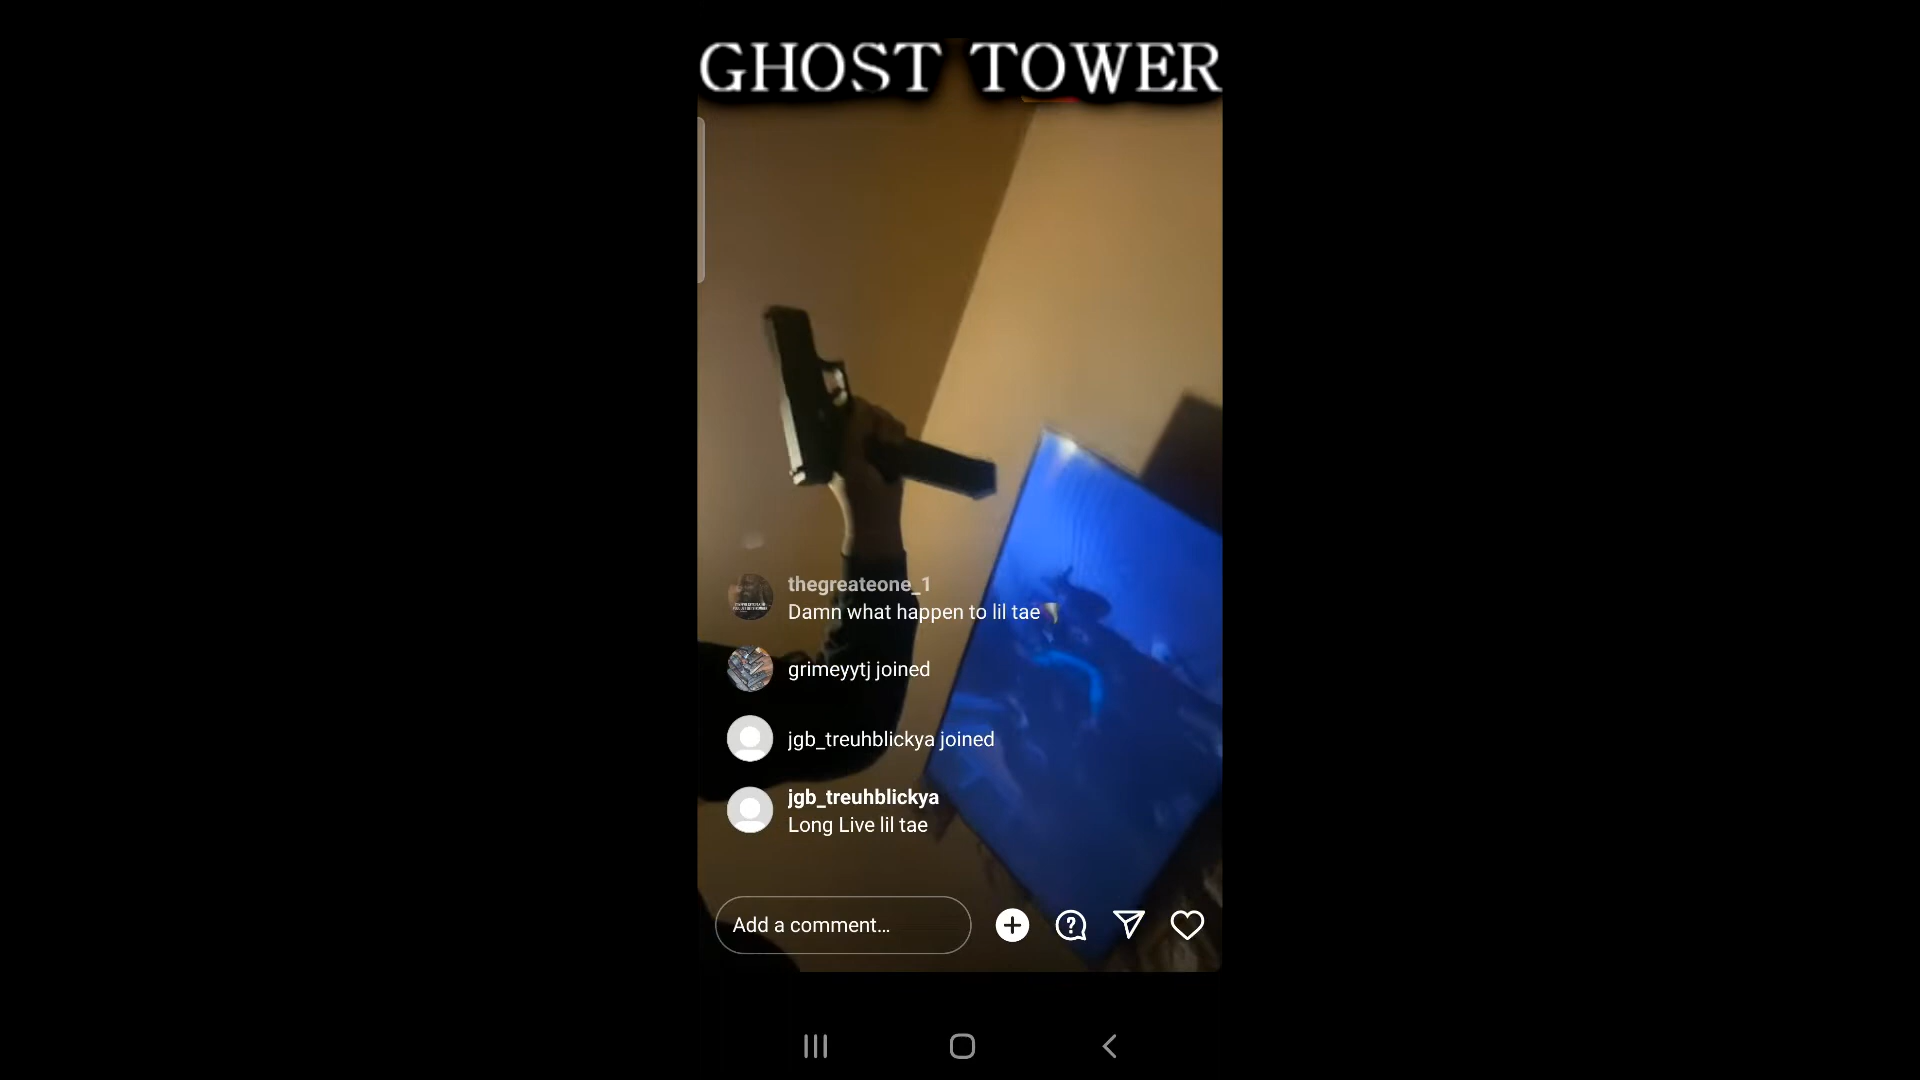 GHOST TOWER
thegreateone_1
Damn what happen to lil tae
grimeyytj joined
jgb_treuhblickya joined
jgb_treuhblickya
Long Live lil tae
Add a comment...